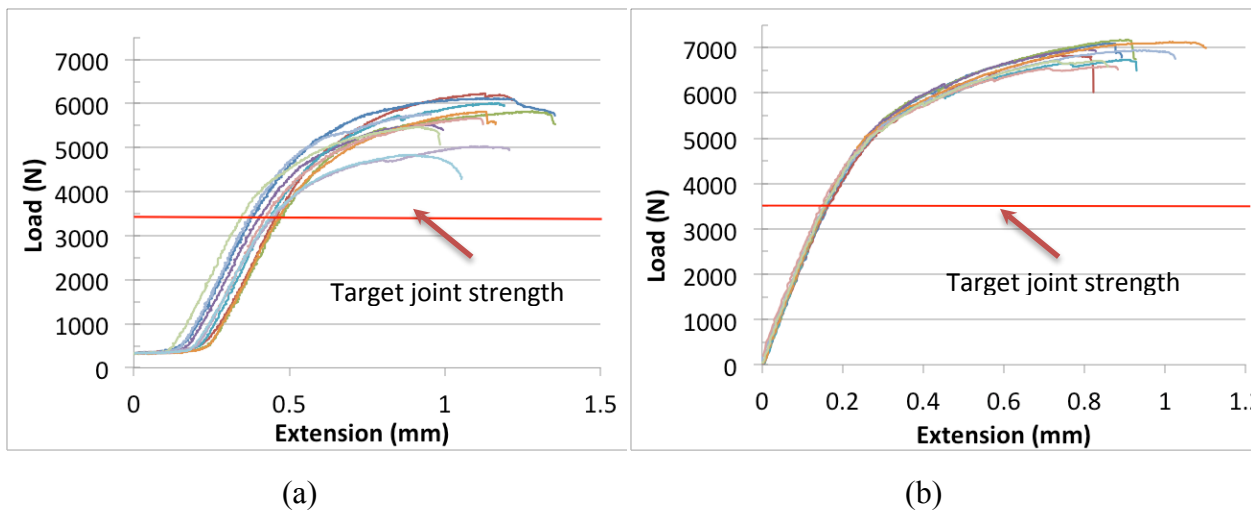 7000
6000
5000
4000
3000
2000
1000
0
Load (N)
Target joint strength
0 0.5 1 1.5
Extension (mm)
(a)
7000
6000
5000
4000
3000
2000
1000
0
Load (N)
Target joint strength
0 0.2 0.4 0.6 0.8 1 1.2
Extension (mm)
(b)